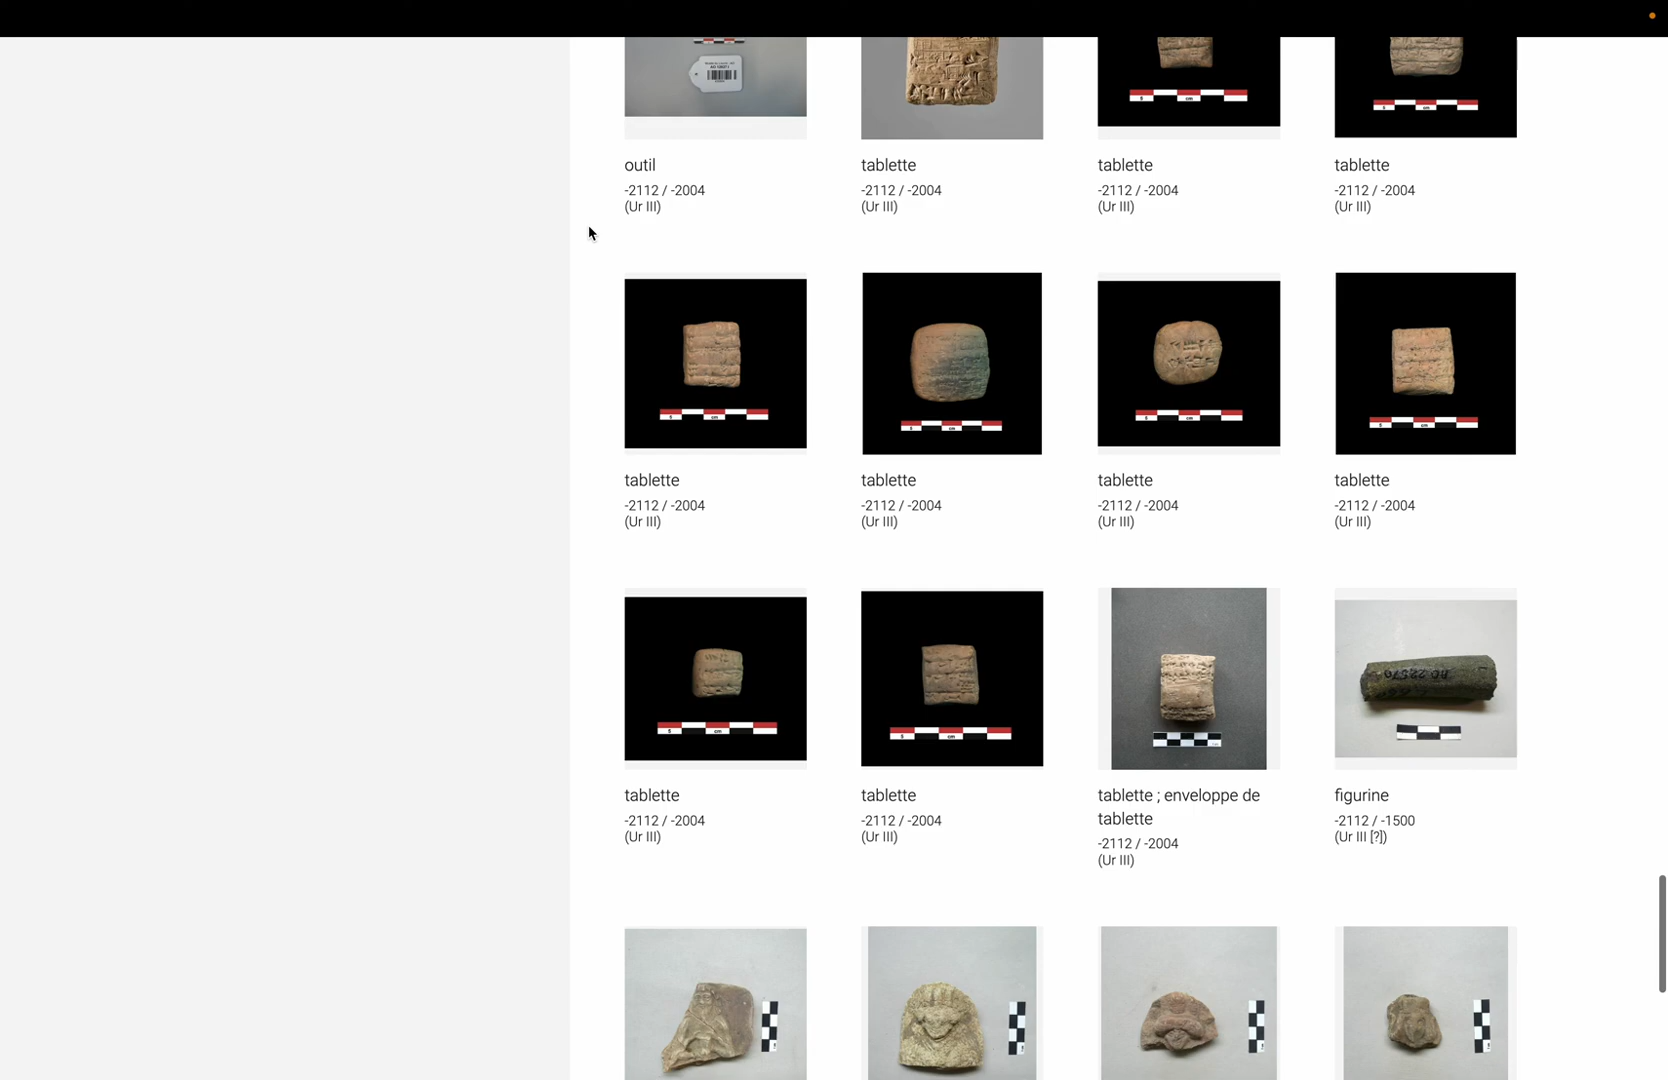 outil
-2112 / -2004
(Ur III)
tablette
-2112 / -2004
(Ur III)
tablette
-2112 / -2004
(Ur III)
tablette
-2112 / -2004
(Ur III)
tablette
-2112 / -2004
(Ur III)
tablette
-2112 / -2004
(Ur III)
tablette
-2112 / -2004
(Ur III)
tablette
-2112 / -2004
(Ur III)
AO 22570
tablette
-2112 / -2004
(Ur III)
tablette
-2112 / -2004
(Ur III)
tablette ; enveloppe de
tablette
-2112 / -2004
(Ur III)
figurine
-2112 / -1500
(Ur III [?])